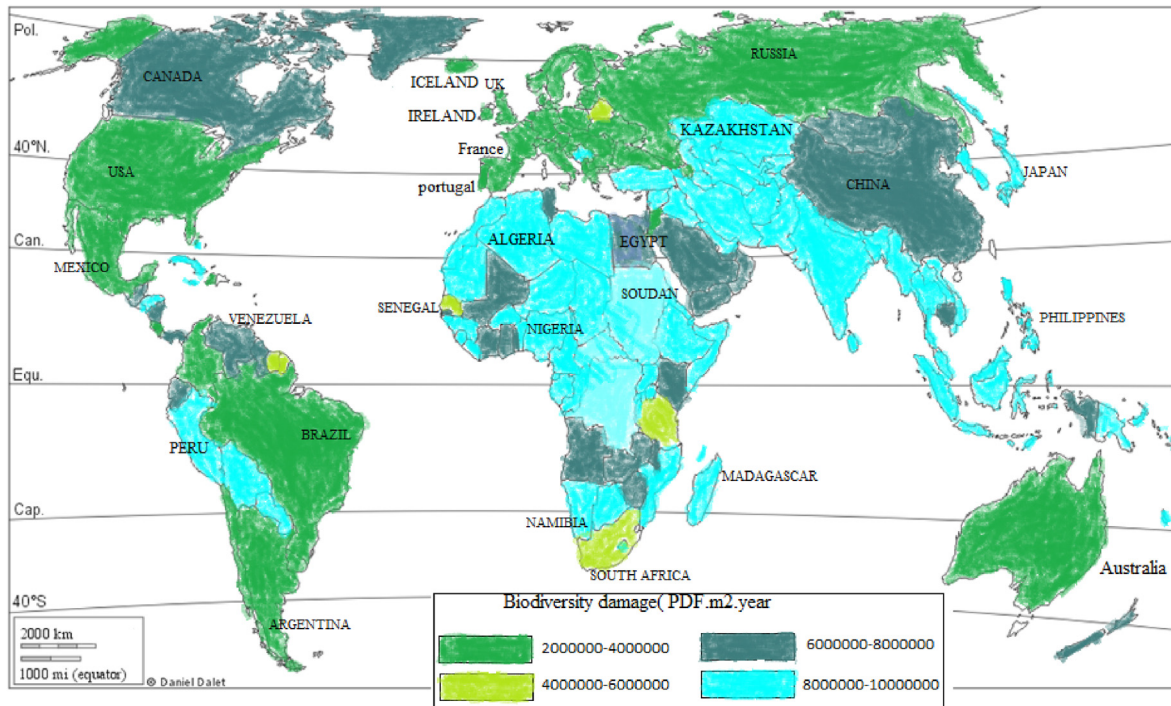 Pol.
CANADA
RUSSIA
ICELAND
UK
IRELAND
KAZAKHSTAN
40°N.
France
USA
CHINA
JAPAN
portugal
Can.
ALGERIA
EGYPT
MEXICO
SENEGAL
SOUDAN
VENEZUELA
NIGERIA
PHILIPPINES
Equ.
BRAZIL
PERU
MADAGASCAR
Cap.
NAMIBIA
Australia
SOUTH AFRICA
40°S
ARGENTINA
Biodiversity damage( PDF.m2.year
2000000-4000000
6000000-8000000
4000000-6000000
8000000-10000000
2000 km
1000 mi (equator)
© Daniel Dalet